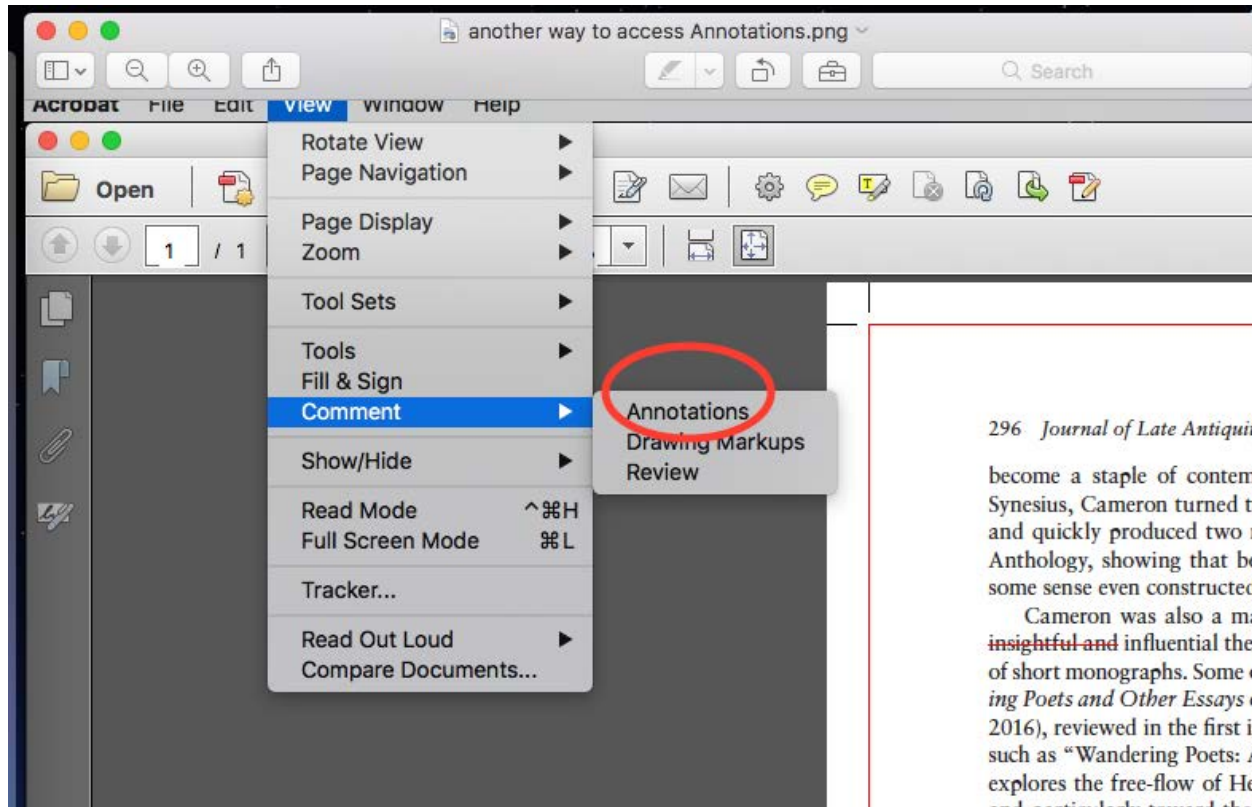 another way to access Annotations.png
Search
Acrobat File Edit View Window Help
Open
1 / 1
Rotate View
Page Navigation
Page Display
Zoom
Tool Sets
Tools
Fill & Sign
Comment
Annotations
Drawing Markups
Review
Show/Hide
Read Mode ^⌘H
Full Screen Mode ⌘L
Tracker...
Read Out Loud
Compare Documents...
296 Journal of Late
become a staple of
Synesius, Cameron turned
and quickly produced two
Anthology, showing that
some sense even
Cameron was also a
insightful and influential
of short monographs. Some
ing Poets and Other Essays
2016), reviewed in the first
such as “Wandering Poets:
explores the free-flow of